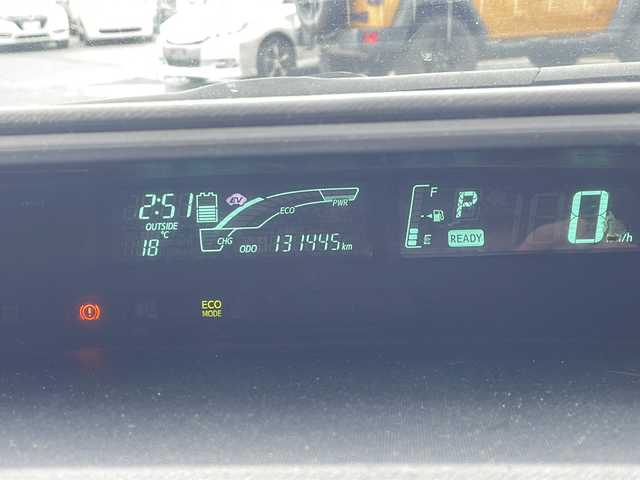 2:51
OUTSIDE
°C
18
EV
ECO
PWR
CHG
ODO 131445 km
F
E
P
READY
0
/h
ECO
MODE